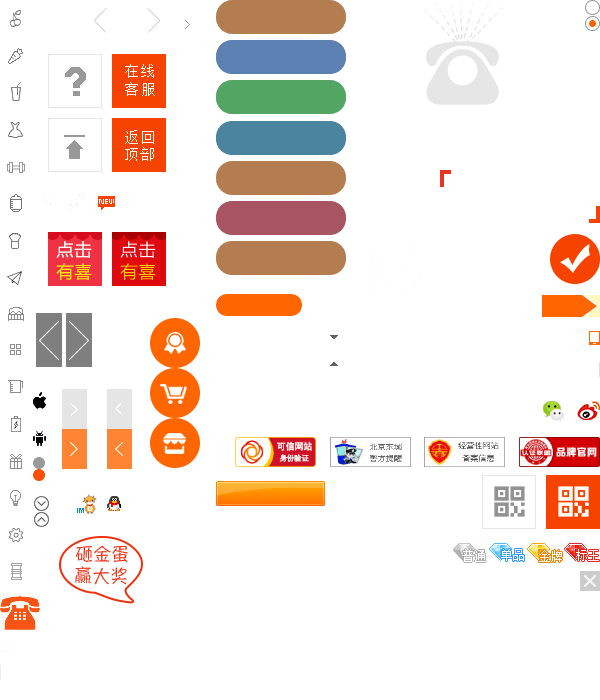 在线
客服
返回
顶部
NEW
点击
有喜
点击
有喜
可信网站
身份验证
北京东城
警方提醒
经营性网站
备案信息
认证联盟
品牌官网
IM
普通
单品
金牌
标王
砸金蛋
赢大奖